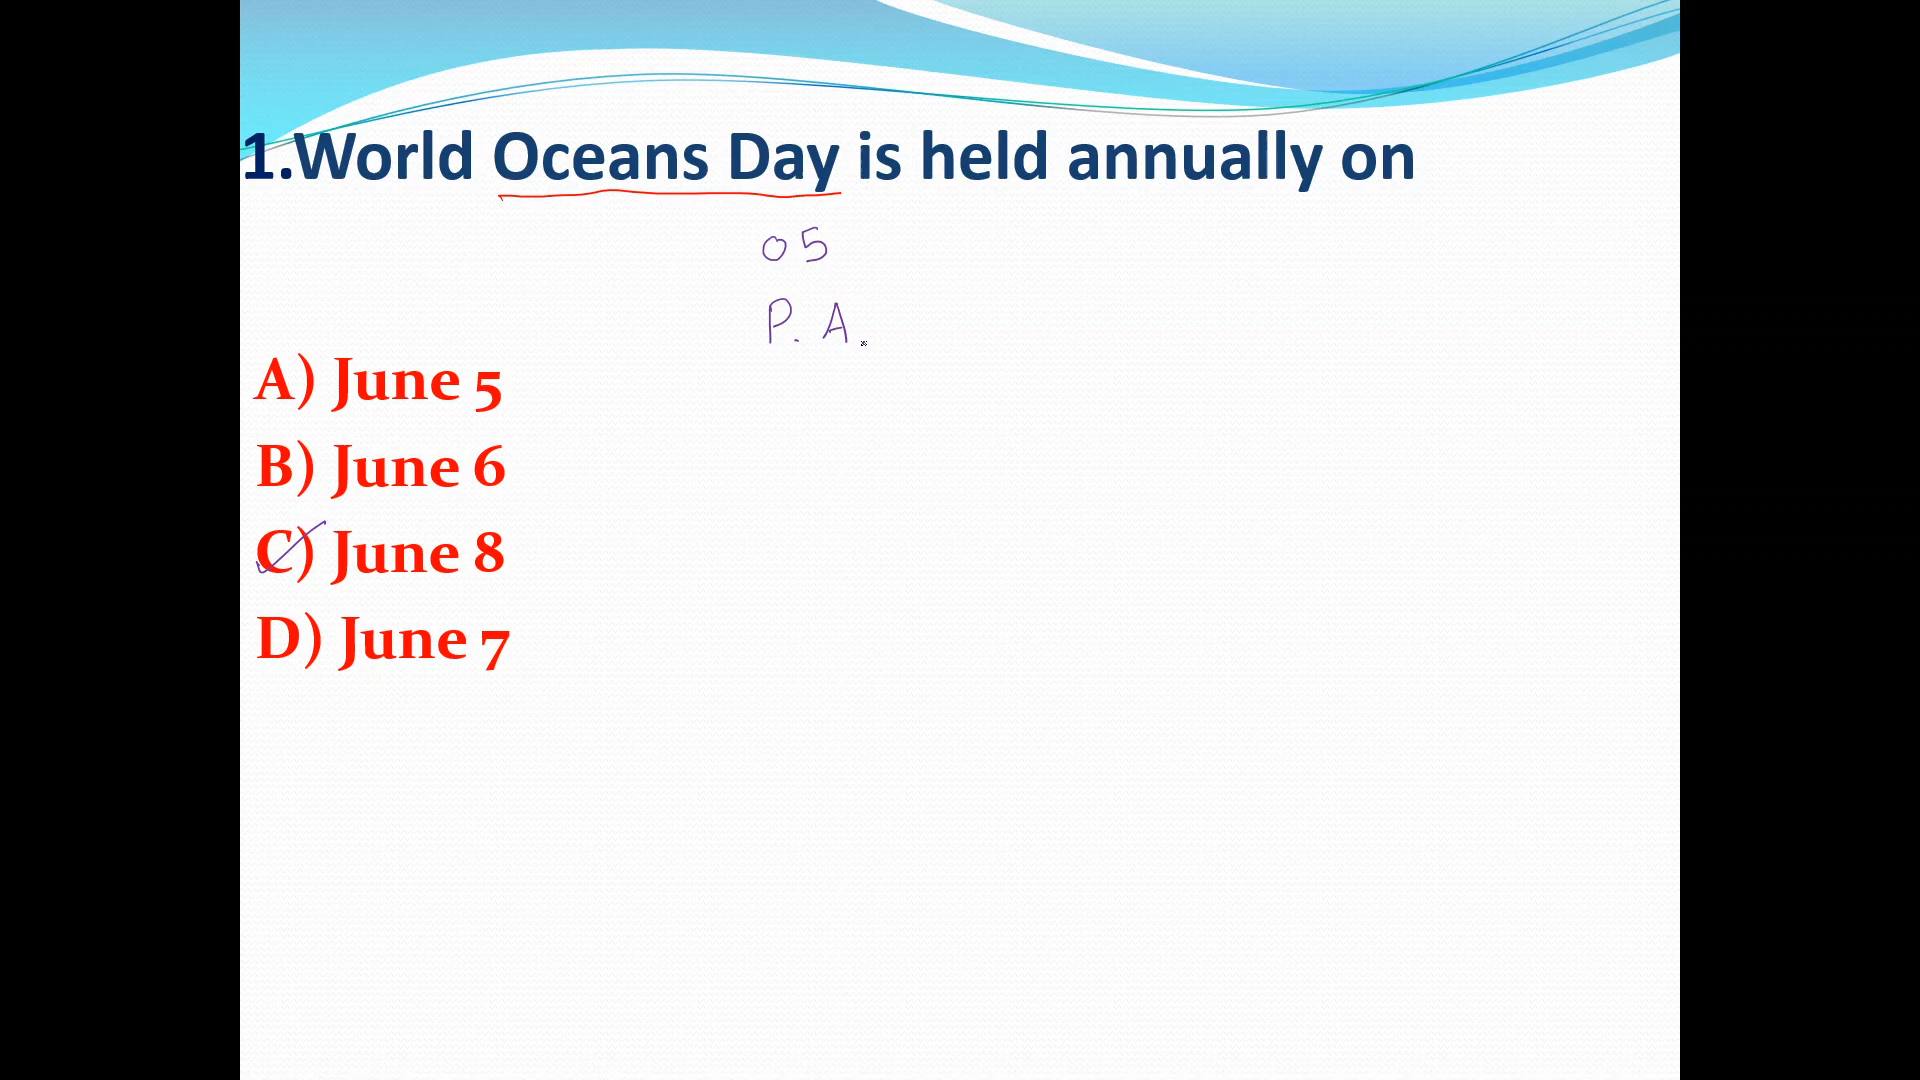 1.World Oceans Day is held annually on
05
P. A.
A) June 5
B) June 6
C) June 8
D) June 7